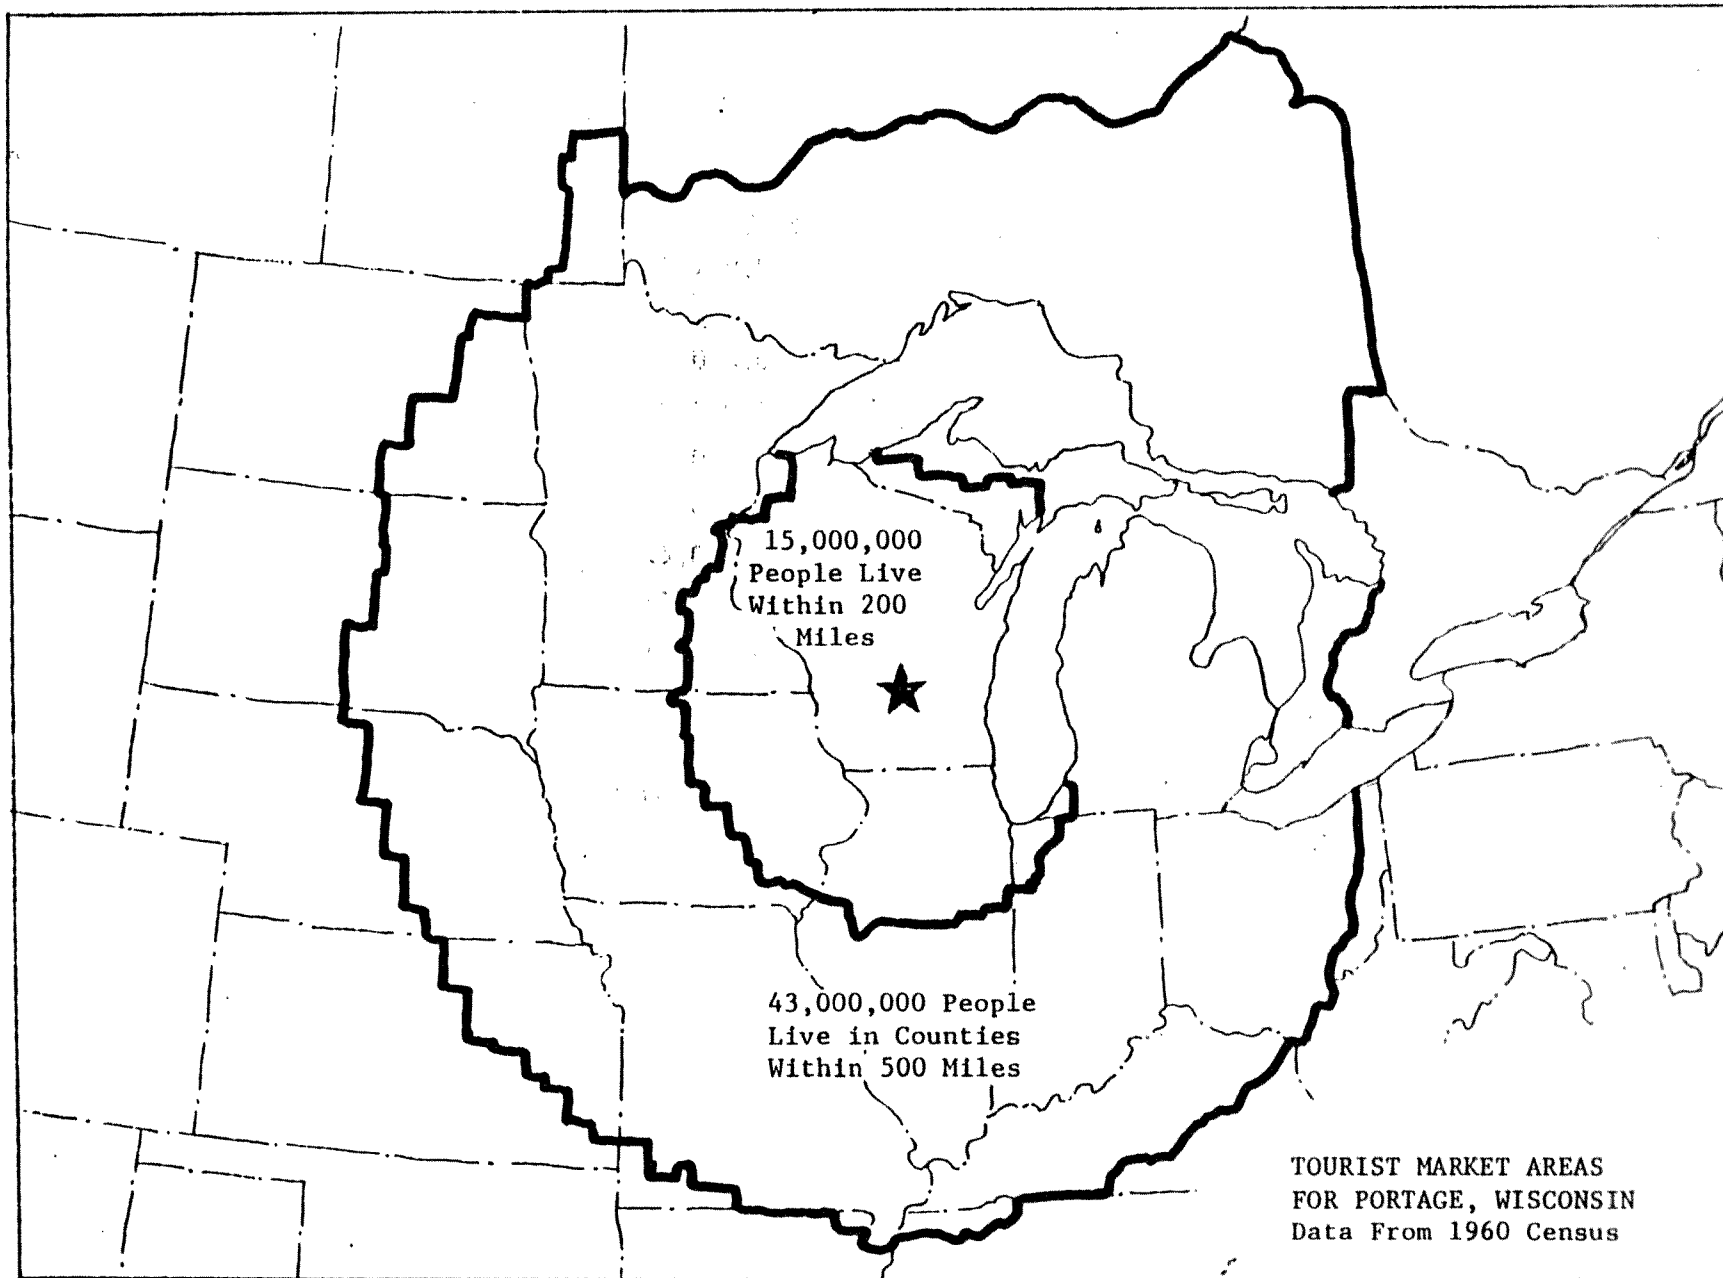 15,000,000
People Live
Within 200
Miles
43,000,000 People
Live in Counties
Within 500 Miles
TOURIST MARKET AREAS
FOR PORTAGE, WISCONSIN
Data From 1960 Census